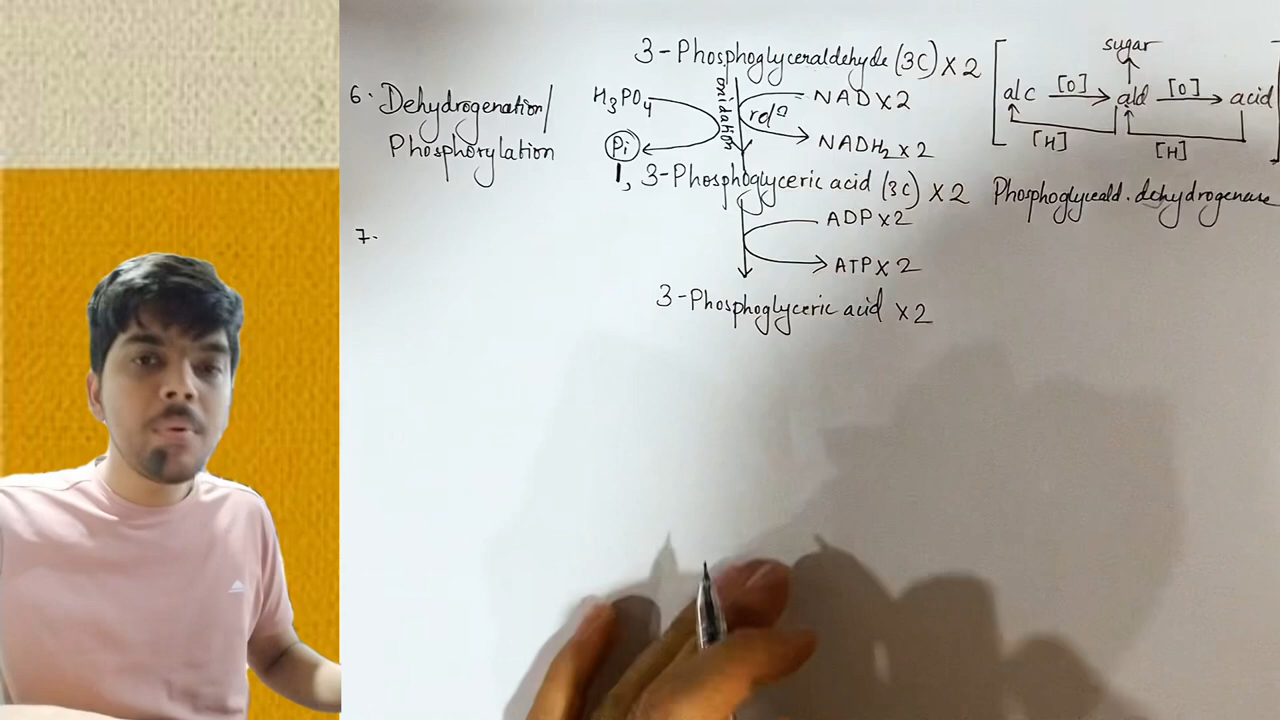 3-Phosphoglyceraldehyde (3C) X 2
6. Dehydrogenation/
Phosphorylation
H₃PO₄
Pi
oxidation
NAD X 2
redⁿ
NADH₂ X 2
sugar
alc [O] ald [O] acid
[H] [H]
1, 3-Phosphoglyceric acid (3C) X 2
Phosphoglyceald. dehydrogenase
7.
ADP X 2
ATP X 2
3-Phosphoglyceric acid X 2